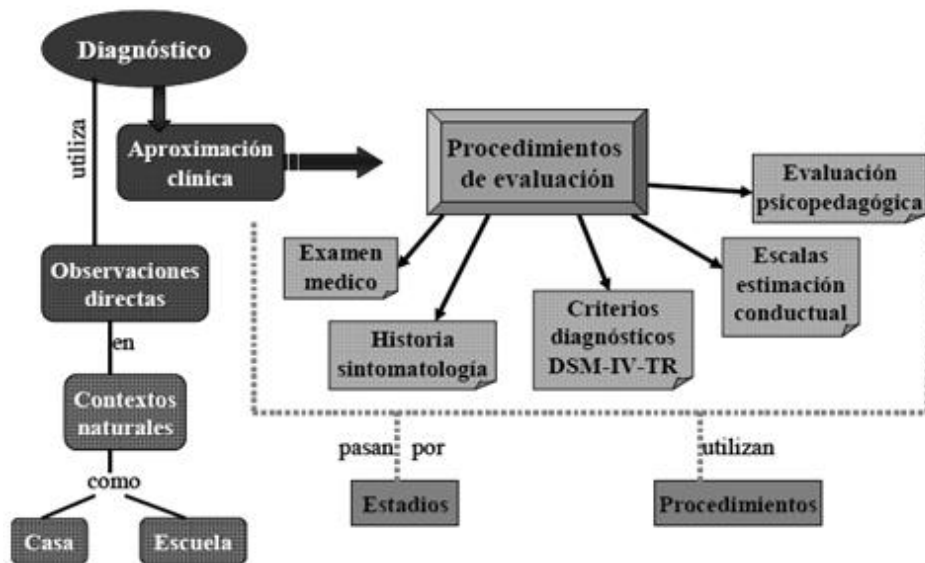 Diagnóstico
utiliza
Aproximación
clínica
Procedimientos
de evaluación
Evaluación
psicopedagógica
Observaciones
directas
Examen
medico
Escalas
estimación
conductual
Historia
sintomatología
Criterios
diagnósticos
DSM-IV-TR
en
Contextos
naturales
como
Casa
Escuela
pasan por
utilizan
Estadios
Procedimientos